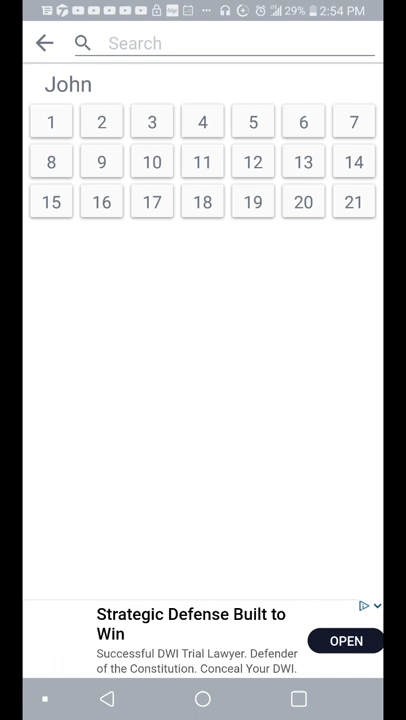 29% 2:54 PM
Search
John
1 2 3 4 5 6 7
8 9 10 11 12 13 14
15 16 17 18 19 20 21
Strategic Defense Built to
Win
Successful DWI Trial Lawyer. Defender
of the Constitution. Conceal Your DWI.
OPEN